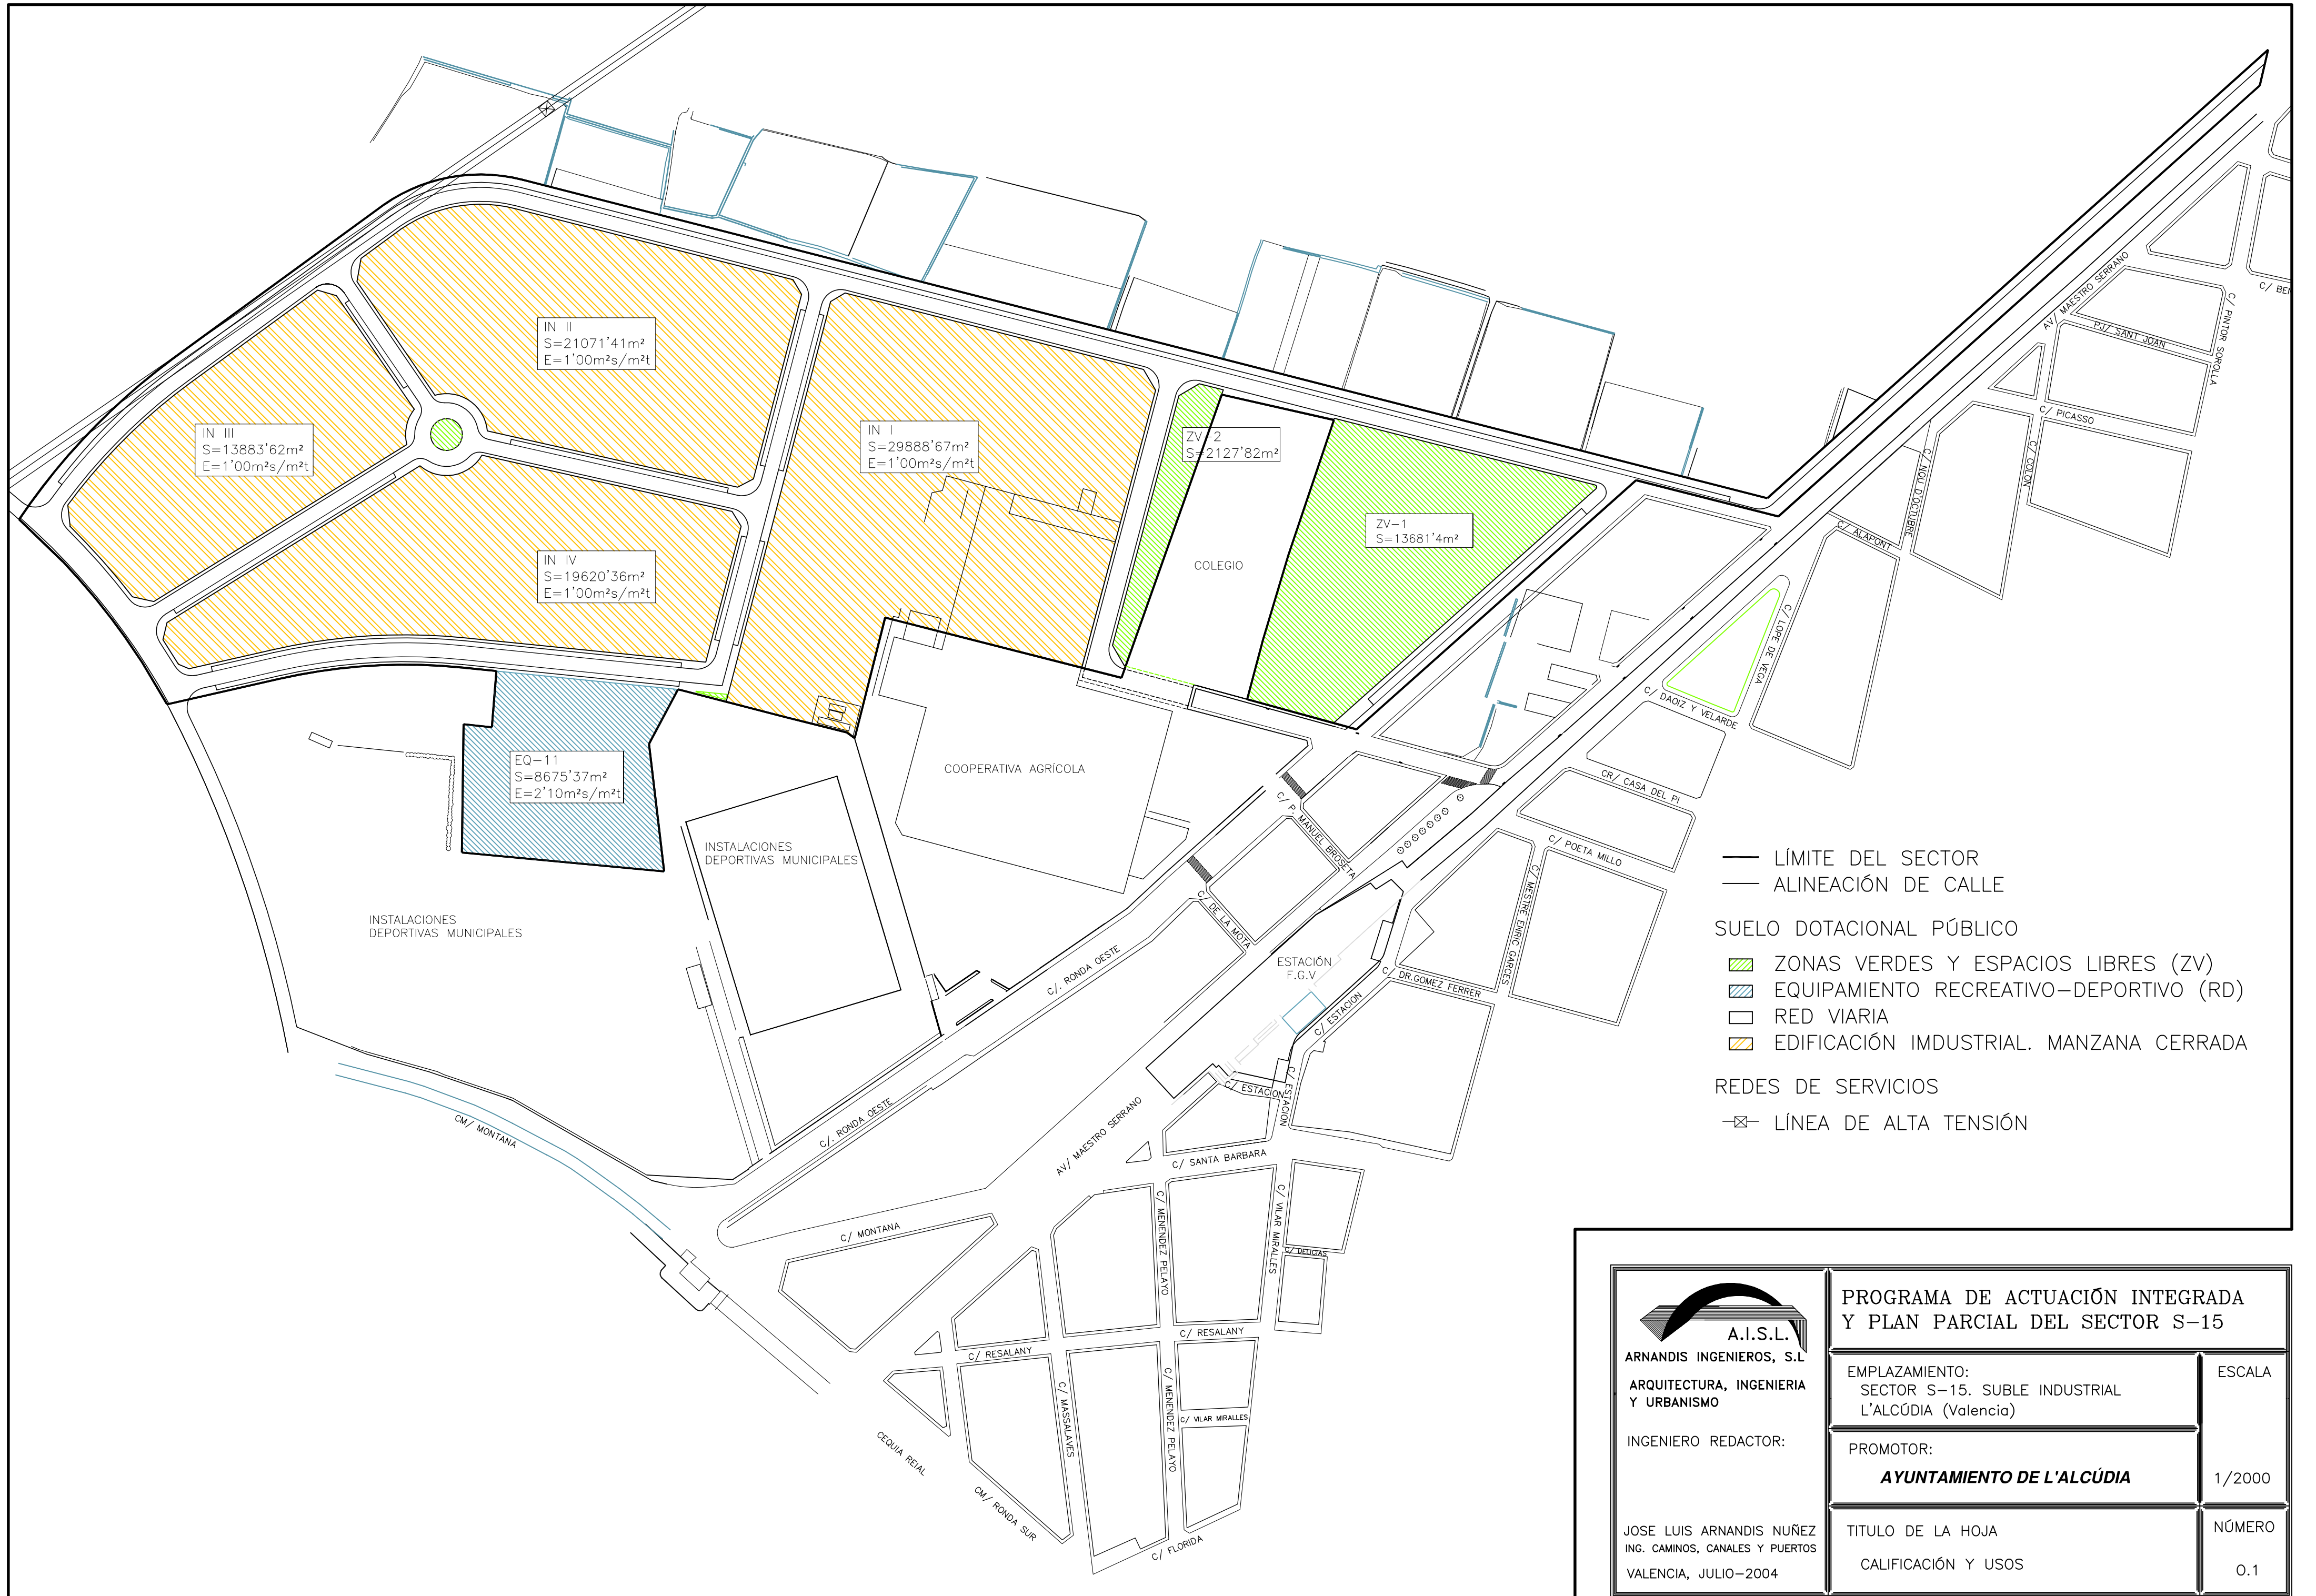 IN II
S=21071'41m²
E=1'00m²s/m²t
IN III
S=13883'62m²
E=1'00m²s/m²t
IN I
S=29888'67m²
E=1'00m²s/m²t
ZV-2
S=2127'82m²
ZV-1
S=13681'4m²
IN IV
S=19620'36m²
E=1'00m²s/m²t
COLEGIO
EQ-11
S=8675'37m²
E=2'10m²s/m²t
COOPERATIVA AGRÍCOLA
INSTALACIONES
DEPORTIVAS MUNICIPALES
INSTALACIONES
DEPORTIVAS MUNICIPALES
AV/ MAESTRO SERRANO
C/ BEN
C/ PINTOR SOROLLA
PJ/ SANT JOAN
C/ PICASSO
C/ COLON
C/ NOU D'OCTUBRE
C/ ALAPONT
C/ LOPE DE VEGA
C/ DAOIZ Y VELARDE
CR/ CASA DEL PI
C/ POETA MILLO
C/ MESTRE ENRIC GARCES
C/ P. MANUEL BROSETA
C/ DE LA MOTA
ESTACIÓN
F.G.V
C/ DR.GOMEZ FERRER
C/ ESTACION
C/ ESTACION
C/ ESTACION
C/. RONDA OESTE
C/. RONDA OESTE
AV/ MAESTRO SERRANO
CM/ MONTANA
C/ SANTA BARBARA
C/ MONTANA
C/ MENENDEZ PELAYO
C/ VILAR MIRALLES
C/ DELICIAS
C/ RESALANY
C/ RESALANY
C/ MASSALAVES
C/ MENENDEZ PELAYO
C/ VILAR MIRALLES
CEQUIA REIAL
CM/ RONDA SUR
C/ FLORIDA
LÍMITE DEL SECTOR
ALINEACIÓN DE CALLE
SUELO DOTACIONAL PÚBLICO
ZONAS VERDES Y ESPACIOS LIBRES (ZV)
EQUIPAMIENTO RECREATIVO-DEPORTIVO (RD)
RED VIARIA
EDIFICACIÓN IMDUSTRIAL. MANZANA CERRADA
REDES DE SERVICIOS
LÍNEA DE ALTA TENSIÓN
A.I.S.L.
ARNANDIS INGENIEROS, S.L
ARQUITECTURA, INGENIERIA
Y URBANISMO
INGENIERO REDACTOR:
JOSE LUIS ARNANDIS NUÑEZ
ING. CAMINOS, CANALES Y PUERTOS
VALENCIA, JULIO-2004
PROGRAMA DE ACTUACIÓN INTEGRADA
Y PLAN PARCIAL DEL SECTOR S-15
EMPLAZAMIENTO:
SECTOR S-15. SUBLE INDUSTRIAL
L'ALCÚDIA (Valencia)
ESCALA
1/2000
PROMOTOR:
AYUNTAMIENTO DE L'ALCÚDIA
TITULO DE LA HOJA
CALIFICACIÓN Y USOS
NÚMERO
O.1